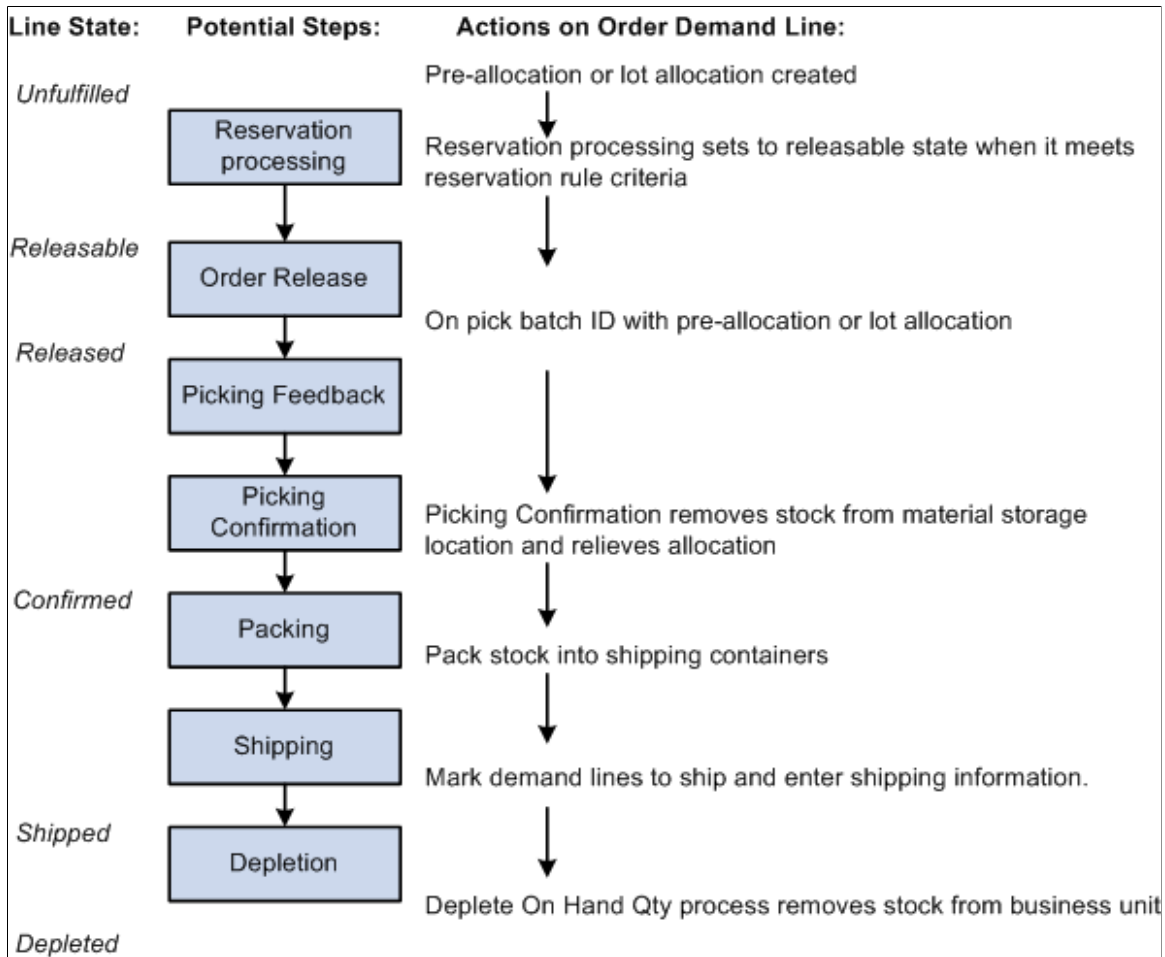 Line State: Potential Steps: Actions on Order Demand Line:
Pre-allocation or lot allocation created
Unfulfilled
Reservation
processing
Reservation processing sets to releasable state when it meets
reservation rule criteria
Releasable
Order Release
On pick batch ID with pre-allocation or lot allocation
Released
Picking Feedback
Picking
Confirmation
Picking Confirmation removes stock from material storage
location and relieves allocation
Confirmed
Packing
Pack stock into shipping containers
Shipping
Mark demand lines to ship and enter shipping information.
Shipped
Depletion
Deplete On Hand Qty process removes stock from business unit
Depleted